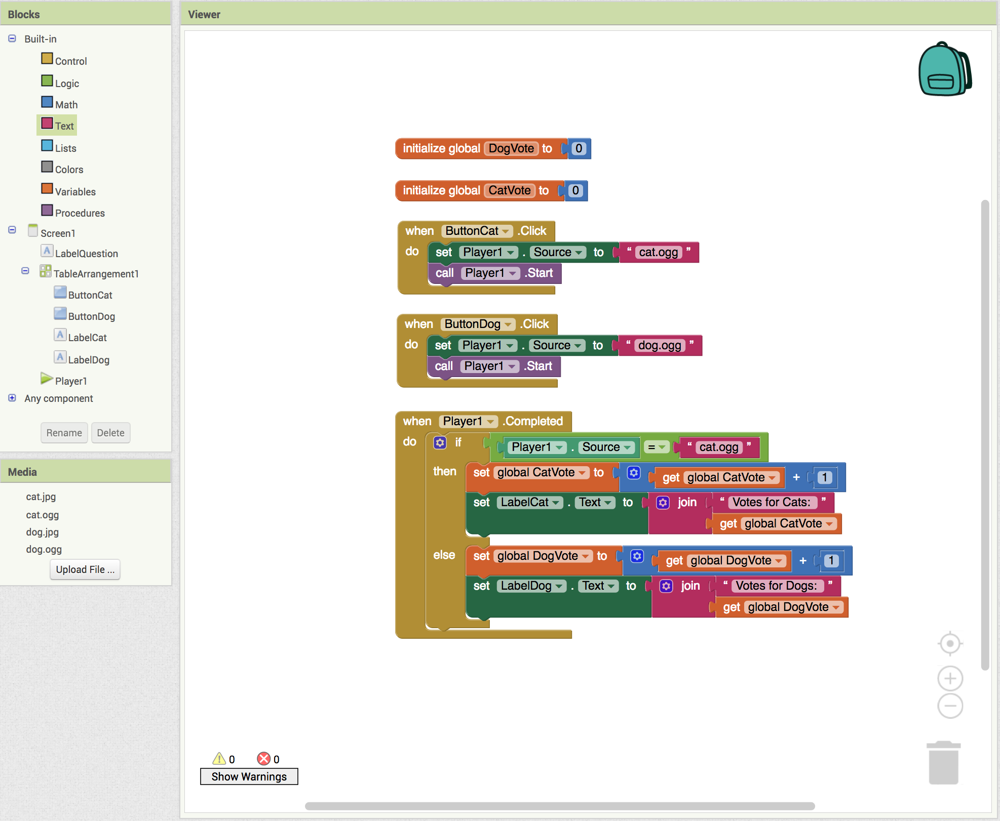 Blocks
Built-in
Control
Logic
Math
Text
Lists
Colors
Variables
Procedures
Screen1
LabelQuestion
TableArrangement1
ButtonCat
ButtonDog
A LabelCat
A LabelDog
Player1
Any component
Rename Delete
Media
cat.jpg
cat.ogg
dog.jpg
dog.ogg
Upload File ...
Viewer
initialize global DogVote to 0
initialize global CatVote to 0
when ButtonCat .Click
do set Player1 . Source to “ cat.ogg ”
call Player1 .Start
when ButtonDog .Click
do set Player1 . Source to “ dog.ogg ”
call Player1 .Start
when Player1 .Completed
do if Player1 . Source = “ cat.ogg ”
then set global CatVote to get global CatVote + 1
set LabelCat . Text to join “ Votes for Cats: ”
get global CatVote
else set global DogVote to get global DogVote + 1
set LabelDog . Text to join “ Votes for Dogs: ”
get global DogVote
0 0
Show Warnings